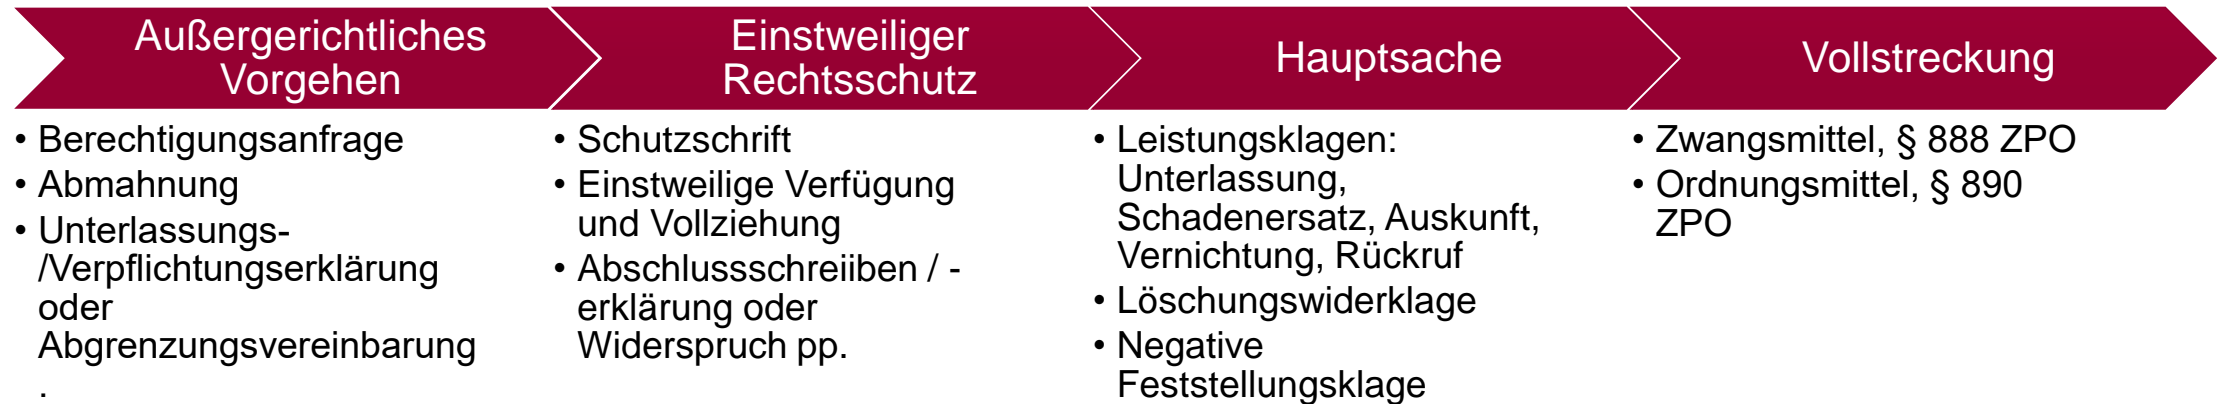 Außergerichtliches
Vorgehen
Einstweiliger
Rechtsschutz
Hauptsache
Vollstreckung
• Berechtigungsanfrage
• Abmahnung
• Unterlassungs-
/Verpflichtungserklärung
oder
Abgrenzungsvereinbarung
.
• Schutzschrift
• Einstweilige Verfügung
und Vollziehung
• Abschlussschreiiben / -
erklärung oder
Widerspruch pp.
• Leistungsklagen:
Unterlassung,
Schadenersatz, Auskunft,
Vernichtung, Rückruf
• Löschungswiderklage
• Negative
Feststellungsklage
• Zwangsmittel, § 888 ZPO
• Ordnungsmittel, § 890
ZPO